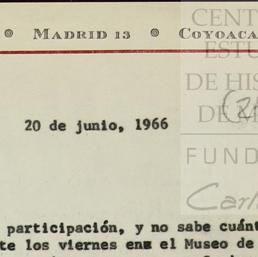 CENT
ESTU
DE HIS
DE M
FUND
Carl
MADRID 13 COYOACA
20 de junio, 1966
participación, y no sabe cuánt
te los viernes ena el Museo de